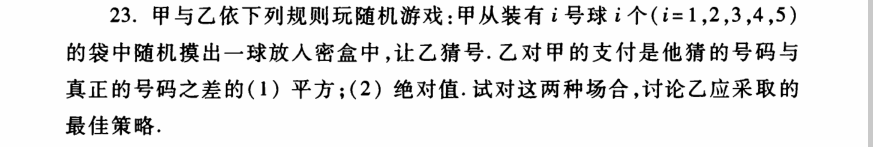 23. 甲与乙依下列规则玩随机游戏:甲从装有 i 号球 i 个(i=1,2,3,4,5)
的袋中随机摸出一球放入密盒中,让乙猜号.乙对甲的支付是他猜的号码与
真正的号码之差的(1) 平方;(2) 绝对值.试对这两种场合,讨论乙应采取的
最佳策略.